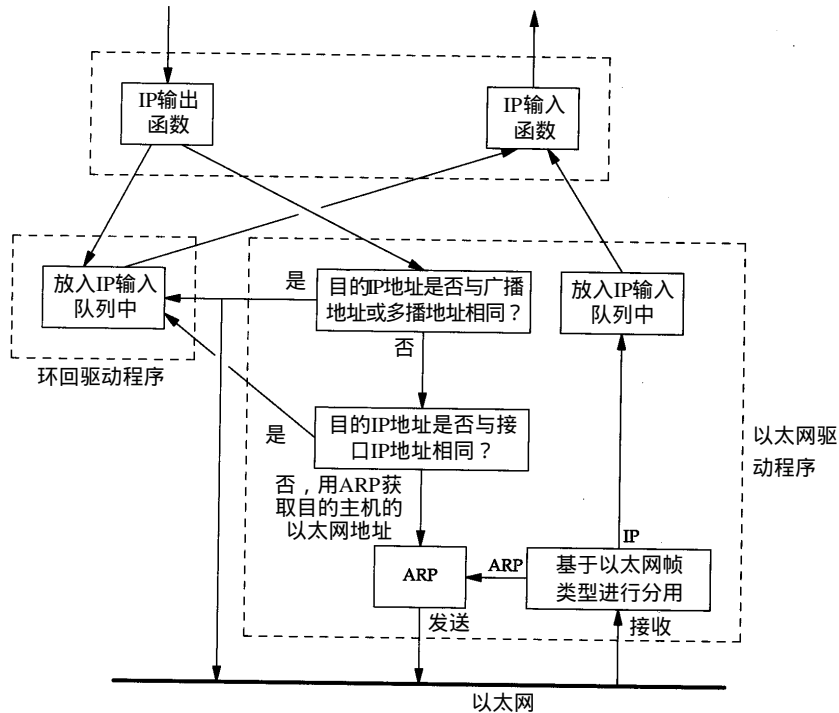 IP输出
函数
IP输入
函数
放入IP输入
队列中
是
目的IP地址是否与广播
地址或多播地址相同？
放入IP输入
队列中
环回驱动程序
否
是
目的IP地址是否与接
口IP地址相同？
以太网驱
动程序
否，用ARP获
取目的主机的
以太网地址
ARP
ARP
IP
基于以太网帧
类型进行分用
发送
接收
以太网